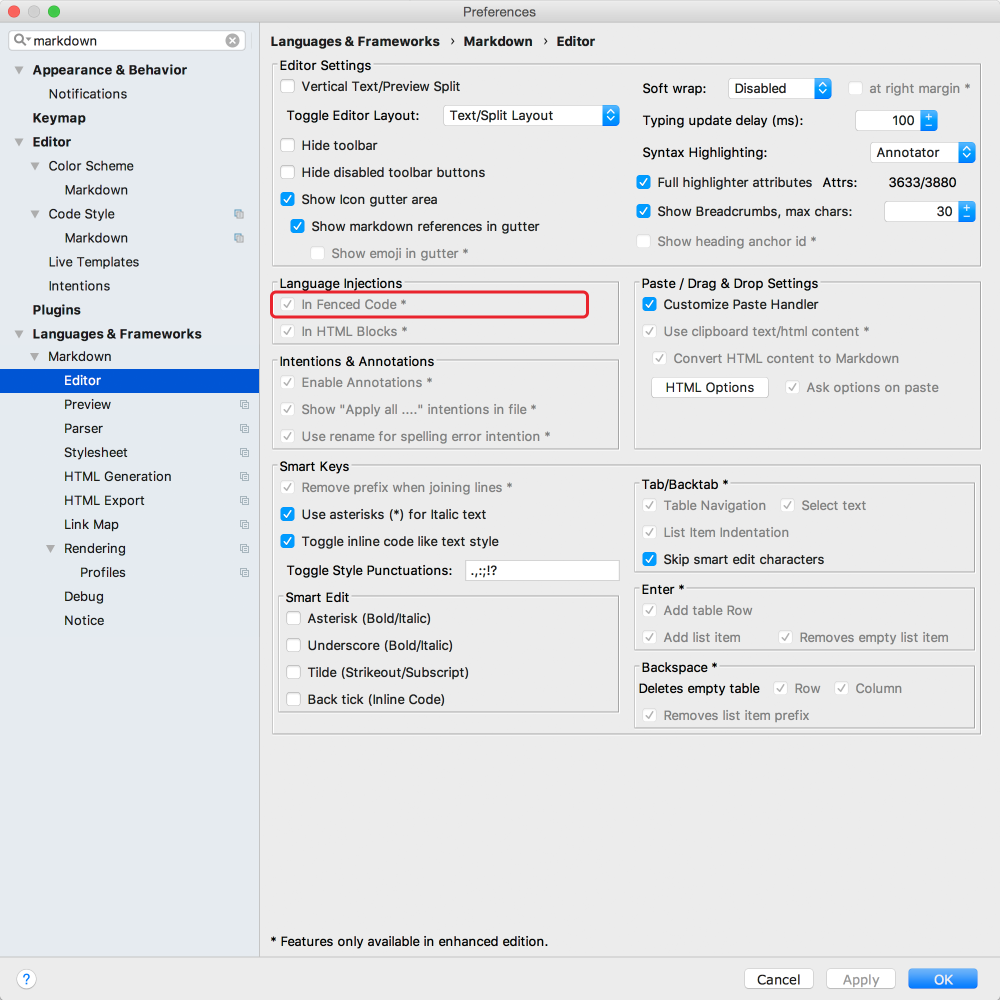 Preferences
markdown
Appearance & Behavior
Notifications
Keymap
Editor
Color Scheme
Markdown
Code Style
Markdown
Live Templates
Intentions
Plugins
Languages & Frameworks
Markdown
Editor
Preview
Parser
Stylesheet
HTML Generation
HTML Export
Link Map
Rendering
Profiles
Debug
Notice
Languages & Frameworks › Markdown › Editor
Editor Settings
Vertical Text/Preview Split
Toggle Editor Layout: Text/Split Layout
Hide toolbar
Hide disabled toolbar buttons
Show Icon gutter area
Show markdown references in gutter
Show emoji in gutter *
Soft wrap: Disabled at right margin *
Typing update delay (ms): 100
Syntax Highlighting: Annotator
Full highlighter attributes Attrs: 3633/3880
Show Breadcrumbs, max chars: 30
Show heading anchor id *
Language Injections
In Fenced Code *
In HTML Blocks *
Paste / Drag & Drop Settings
Customize Paste Handler
Use clipboard text/html content *
Convert HTML content to Markdown
HTML Options Ask options on paste
Intentions & Annotations
Enable Annotations *
Show "Apply all ...." intentions in file *
Use rename for spelling error intention *
Smart Keys
Remove prefix when joining lines *
Use asterisks (*) for Italic text
Toggle inline code like text style
Toggle Style Punctuations: .,:;!?
Smart Edit
Asterisk (Bold/Italic)
Underscore (Bold/Italic)
Tilde (Strikeout/Subscript)
Back tick (Inline Code)
Tab/Backtab *
Table Navigation Select text
List Item Indentation
Skip smart edit characters
Enter *
Add table Row
Add list item Removes empty list item
Backspace *
Deletes empty table Row Column
Removes list item prefix
* Features only available in enhanced edition.
? Cancel Apply OK